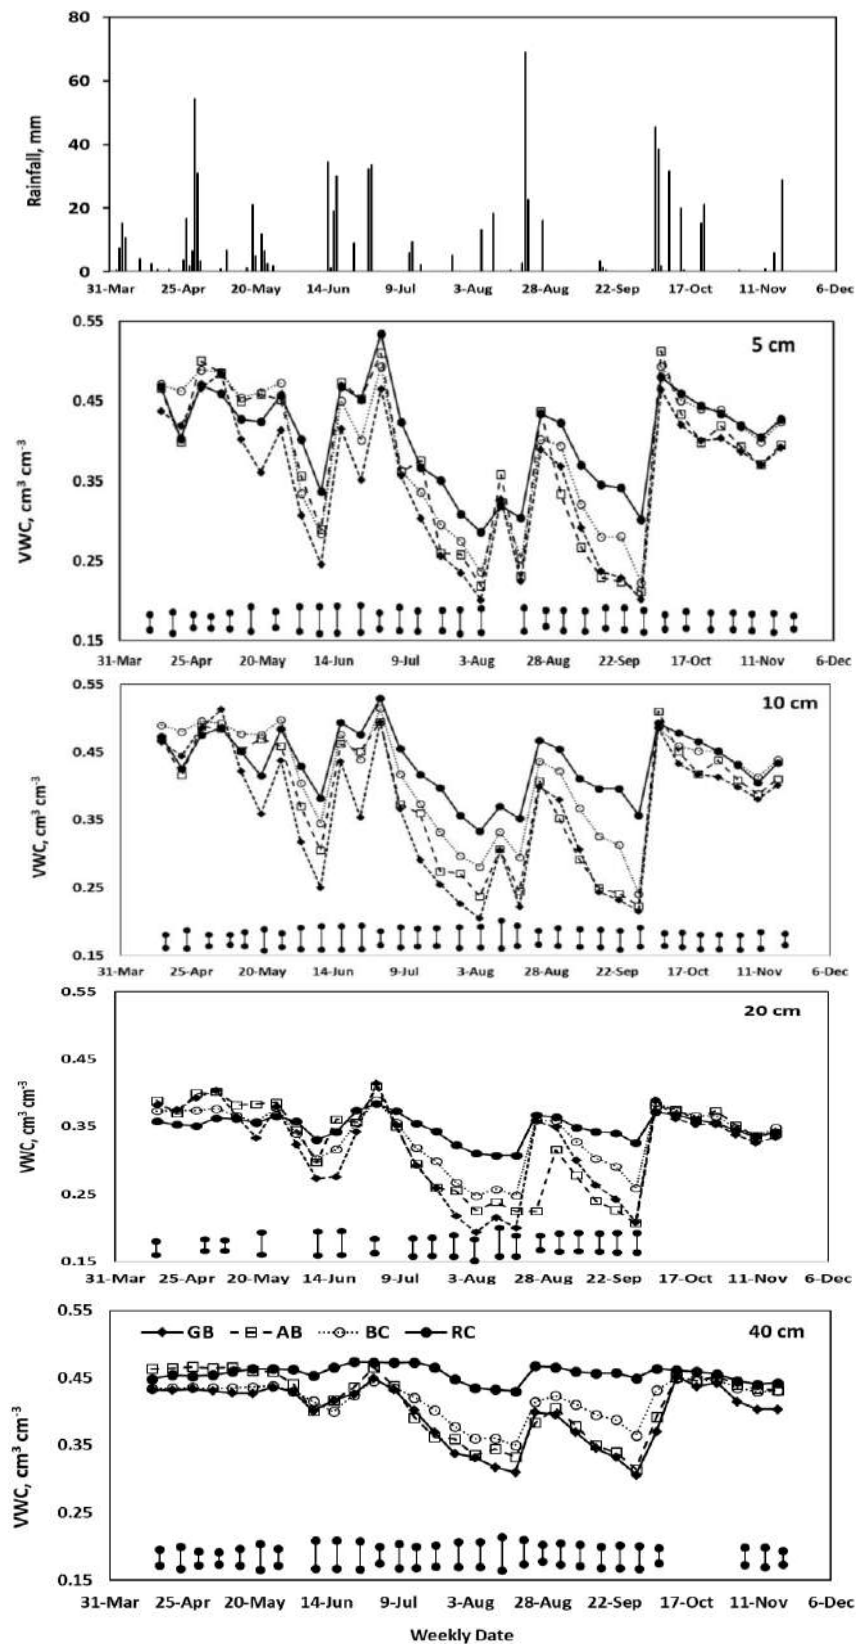 80
60
40
20
0
Rainfall, mm
31-Mar 25-Apr 20-May 14-Jun 9-Jul 3-Aug 28-Aug 22-Sep 17-Oct 11-Nov 6-Dec
0.55
0.45
0.35
0.25
0.15
VWC, cm³ cm⁻³
5 cm
31-Mar 25-Apr 20-May 14-Jun 9-Jul 3-Aug 28-Aug 22-Sep 17-Oct 11-Nov 6-Dec
0.55
0.45
0.35
0.25
0.15
VWC, cm³ cm⁻³
10 cm
31-Mar 25-Apr 20-May 14-Jun 9-Jul 3-Aug 28-Aug 22-Sep 17-Oct 11-Nov 6-Dec
0.55
0.45
0.35
0.25
0.15
VWC, cm³ cm⁻³
20 cm
31-Mar 25-Apr 20-May 14-Jun 9-Jul 3-Aug 28-Aug 22-Sep 17-Oct 11-Nov 6-Dec
0.55
0.45
0.35
0.25
0.15
VWC, cm³ cm⁻³
GB AB BC RC
40 cm
31-Mar 25-Apr 20-May 14-Jun 9-Jul 3-Aug 28-Aug 22-Sep 17-Oct 11-Nov 6-Dec
Weekly Date